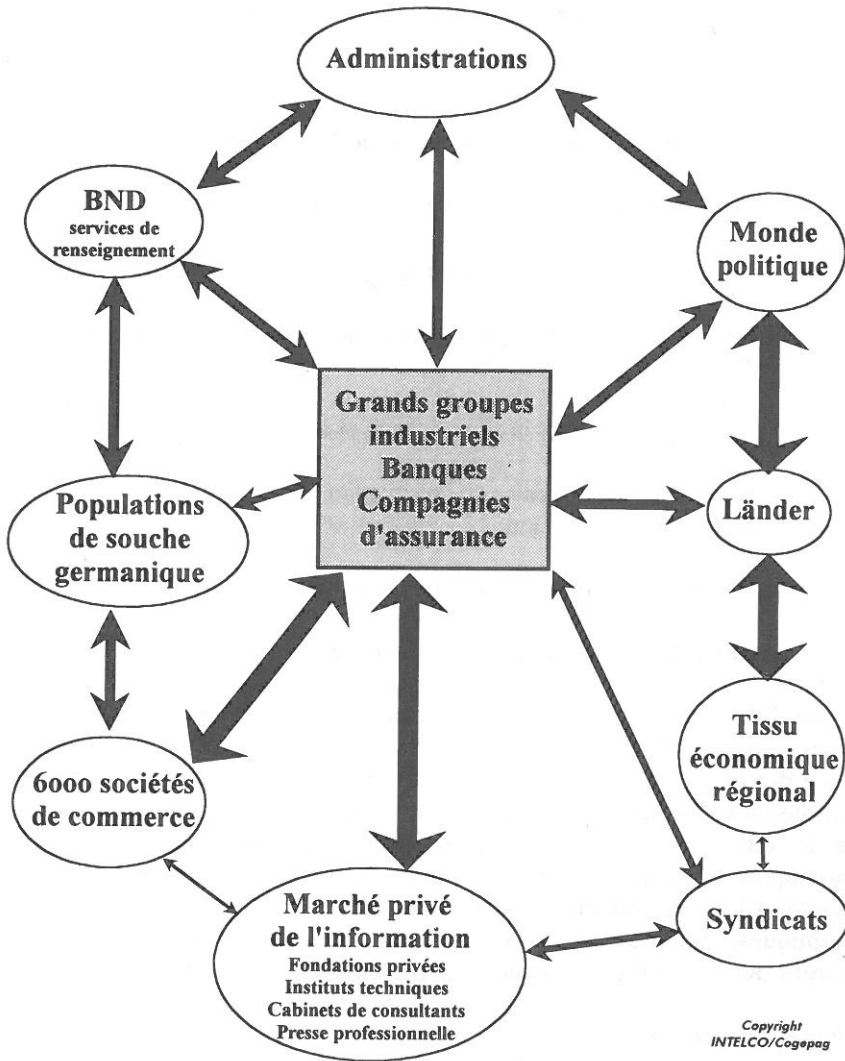 Administrations
BND
services de
renseignement
Monde
politique
Grands groupes
industriels
Banques
Compagnies
d'assurance
Populations
de souche
germanique
Länder
Tissu
économique
régional
6000 sociétés
de commerce
Marché privé
de l'information
Fondations privées
Instituts techniques
Cabinets de consultants
Presse professionnelle
Syndicats
Copyright
INTELCO/Cogepag